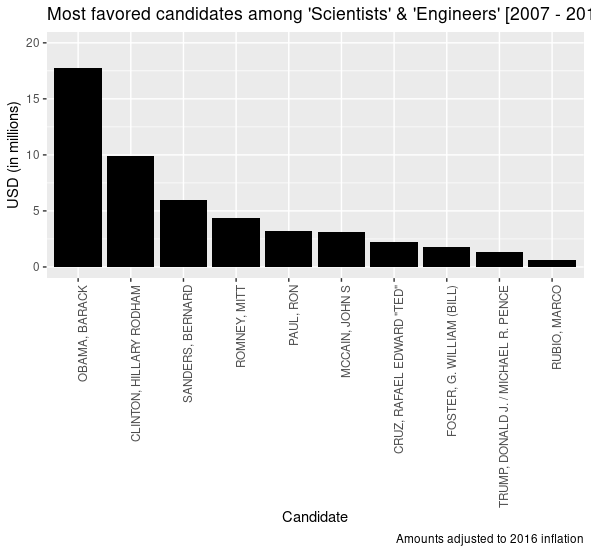 Most favored candidates among 'Scientists' & 'Engineers' [2007 - 201
USD (in millions)
20
15
10
5
0
OBAMA, BARACK
CLINTON, HILLARY RODHAM
SANDERS, BERNARD
ROMNEY, MITT
PAUL, RON
MCCAIN, JOHN S
CRUZ, RAFAEL EDWARD "TED"
FOSTER, G. WILLIAM (BILL)
TRUMP, DONALD J. / MICHAEL R. PENCE
RUBIO, MARCO
Candidate
Amounts adjusted to 2016 inflation